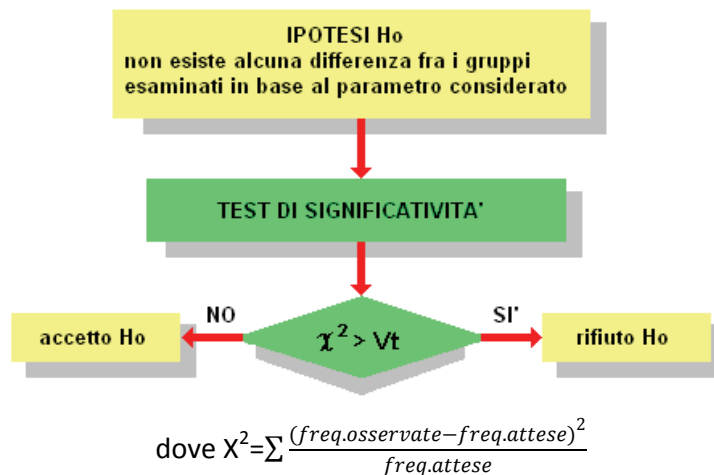 IPOTESI Ho
non esiste alcuna differenza fra i gruppi
esaminati in base al parametro considerato
TEST DI SIGNIFICATIVITA'
NO
SI'
accetto Ho
χ² > Vt
rifiuto Ho
dove X²=∑ (freq.osservate−freq.attese)² / freq.attese